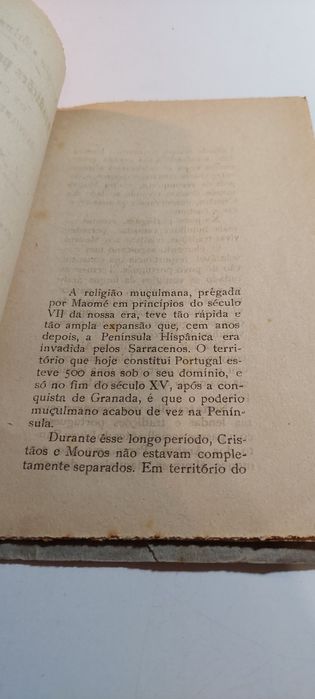 A religião muçulmana, prégada
por Maomé em princípios do século
VII da nossa era, teve tão rápida e
tão ampla expansão que, cem anos
depois, a Península Hispânica era
invadida pelos Sarracenos. O terri-
tório que hoje constitui Portugal es-
teve 500 anos sob o seu domínio, e
só no fim do século XV, após a con-
quista de Granada, é que o poderio
muçulmano acabou de vez na Penín-
sula.
Durante êsse longo período, Cris-
tãos e Mouros não estavam comple-
tamente separados. Em território do